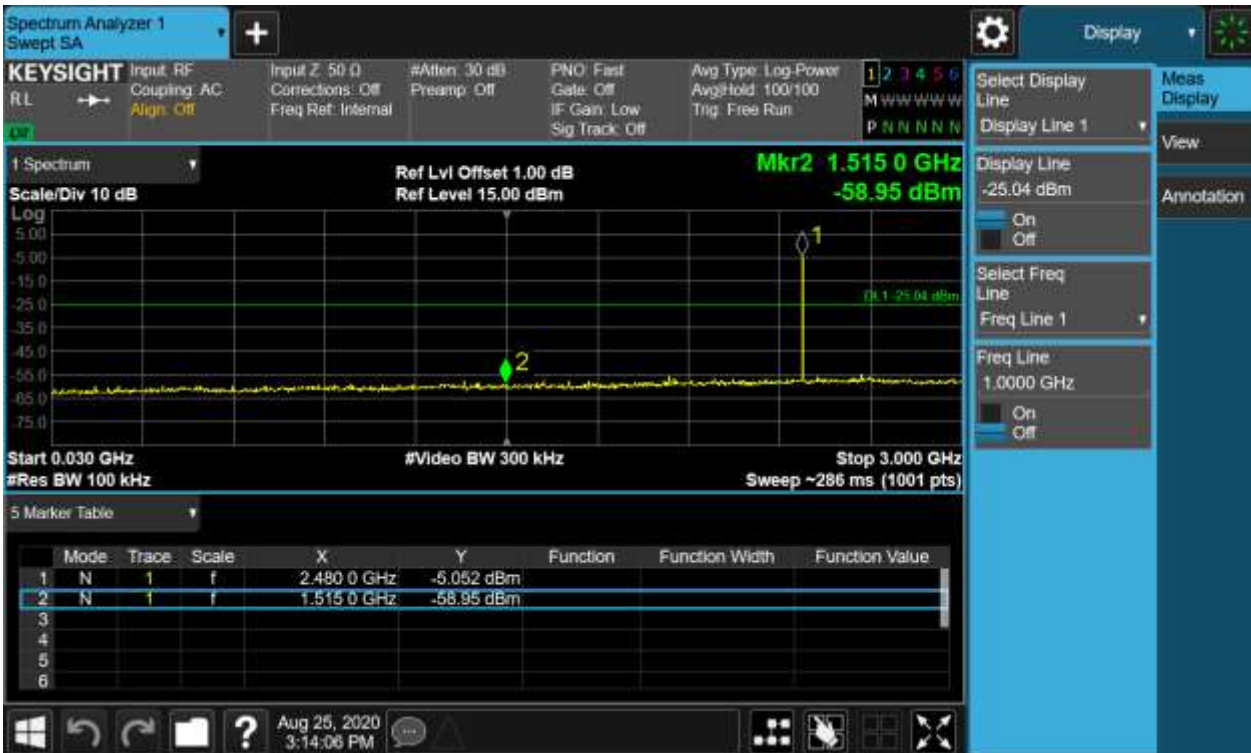 Spectrum Analyzer 1
Swept SA
+
Display
KEYSIGHT
RL
Input: RF
Coupling: AC
Align: Off
Input Z: 50 Ω
Corrections: Off
Freq Ref: Internal
#Atten: 30 dB
Preamp: Off
PNO: Fast
Gate: Off
IF Gain: Low
Sig Track: Off
Avg Type: Log-Power
Avg|Hold: 100/100
Trig: Free Run
1 2 3 4 5 6
M W W W W W
P N N N N N
1 Spectrum
Scale/Div 10 dB
Ref Lvl Offset 1.00 dB
Ref Level 15.00 dBm
Mkr2 1.515 0 GHz
-58.95 dBm
Log
5.00
-5.00
-15.0
-25.0
-35.0
-45.0
-55.0
-65.0
-75.0
1
2
DL1 -25.04 dBm
Start 0.030 GHz
#Res BW 100 kHz
#Video BW 300 kHz
Stop 3.000 GHz
Sweep ~286 ms (1001 pts)
5 Marker Table
Mode Trace Scale X Y Function Function Width Function Value
1 N 1 f 2.480 0 GHz -5.052 dBm
2 N 1 f 1.515 0 GHz -58.95 dBm
3
4
5
6
Select Display
Line
Display Line 1
Display Line
-25.04 dBm
On
Off
Select Freq
Line
Freq Line 1
Freq Line
1.0000 GHz
On
Off
Meas
Display
View
Annotation
?
Aug 25, 2020
3:14:06 PM